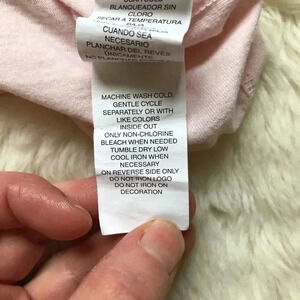 BLANQUEADOR SIN
CLORO
SECAR A TEMPERATURA
BAJA
CUANDO SEA
NECESARIO
PLANCHAR DEL REVES
ÚNICAMENTE
MACHINE WASH COLD,
GENTLE CYCLE
SEPARATELY OR WITH
LIKE COLORS
INSIDE OUT
ONLY NON-CHLORINE
BLEACH WHEN NEEDED
TUMBLE DRY LOW
COOL IRON WHEN
NECESSARY
ON REVERSE SIDE ONLY
DO NOT IRON LOGO
DO NOT IRON ON
DECORATION